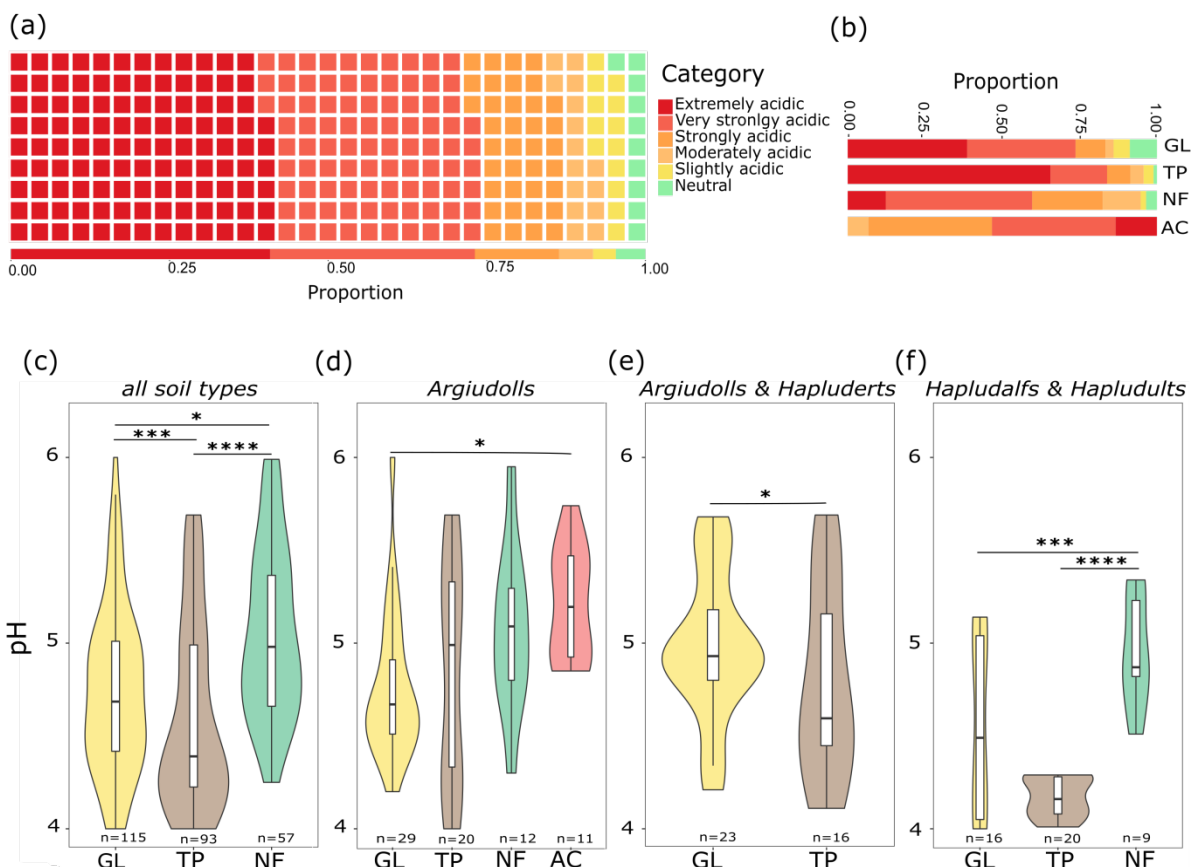 (a)
Category
Extremely acidic
Very stronlgy acidic
Strongly acidic
Moderately acidic
Slightly acidic
Neutral
0.00 0.25 0.50 0.75 1.00
Proportion
(b)
Proportion
0.00 0.25 0.50 0.75 1.00
GL
TP
NF
AC
(c)
all soil types
pH
6
5
4
*
*** ****
n=115 n=93 n=57
GL TP NF
(d)
Argiudolls
*
n=29 n=20 n=12 n=11
GL TP NF AC
(e)
Argiudolls & Hapluderts
6
5
4
*
n=23 n=16
GL TP
(f)
Hapludalfs & Hapludults
6
5
4
***
****
n=16 n=20 n=9
GL TP NF